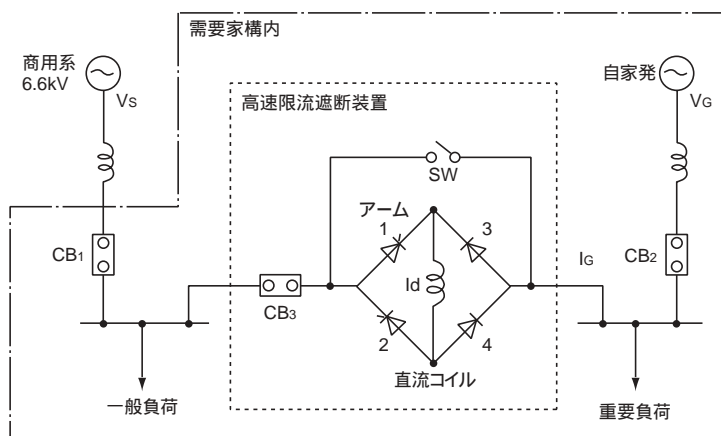 需要家構内
商用系
6.6kV
VS
自家発
VG
高速限流遮断装置
SW
アーム
1
3
CB1
Id
IG
CB2
CB3
2
4
直流コイル
一般負荷
重要負荷